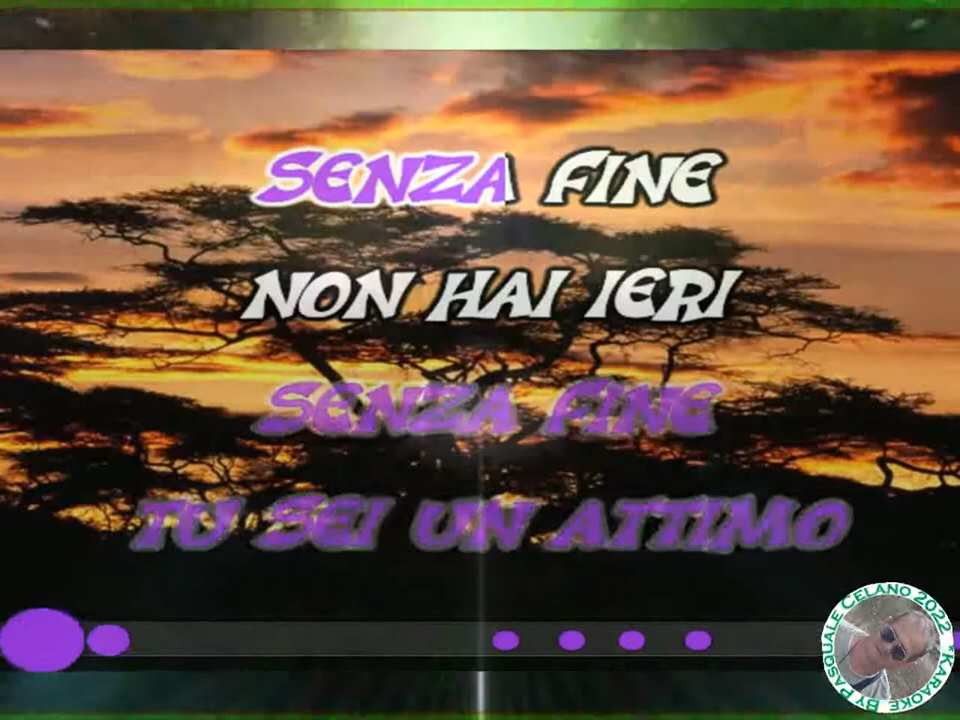 SENZA FINE
NON HAI IERI
SENZA FINE
TU SEI UN ATTIMO
*KARAOKE BY PASQUALE CELANO 2022